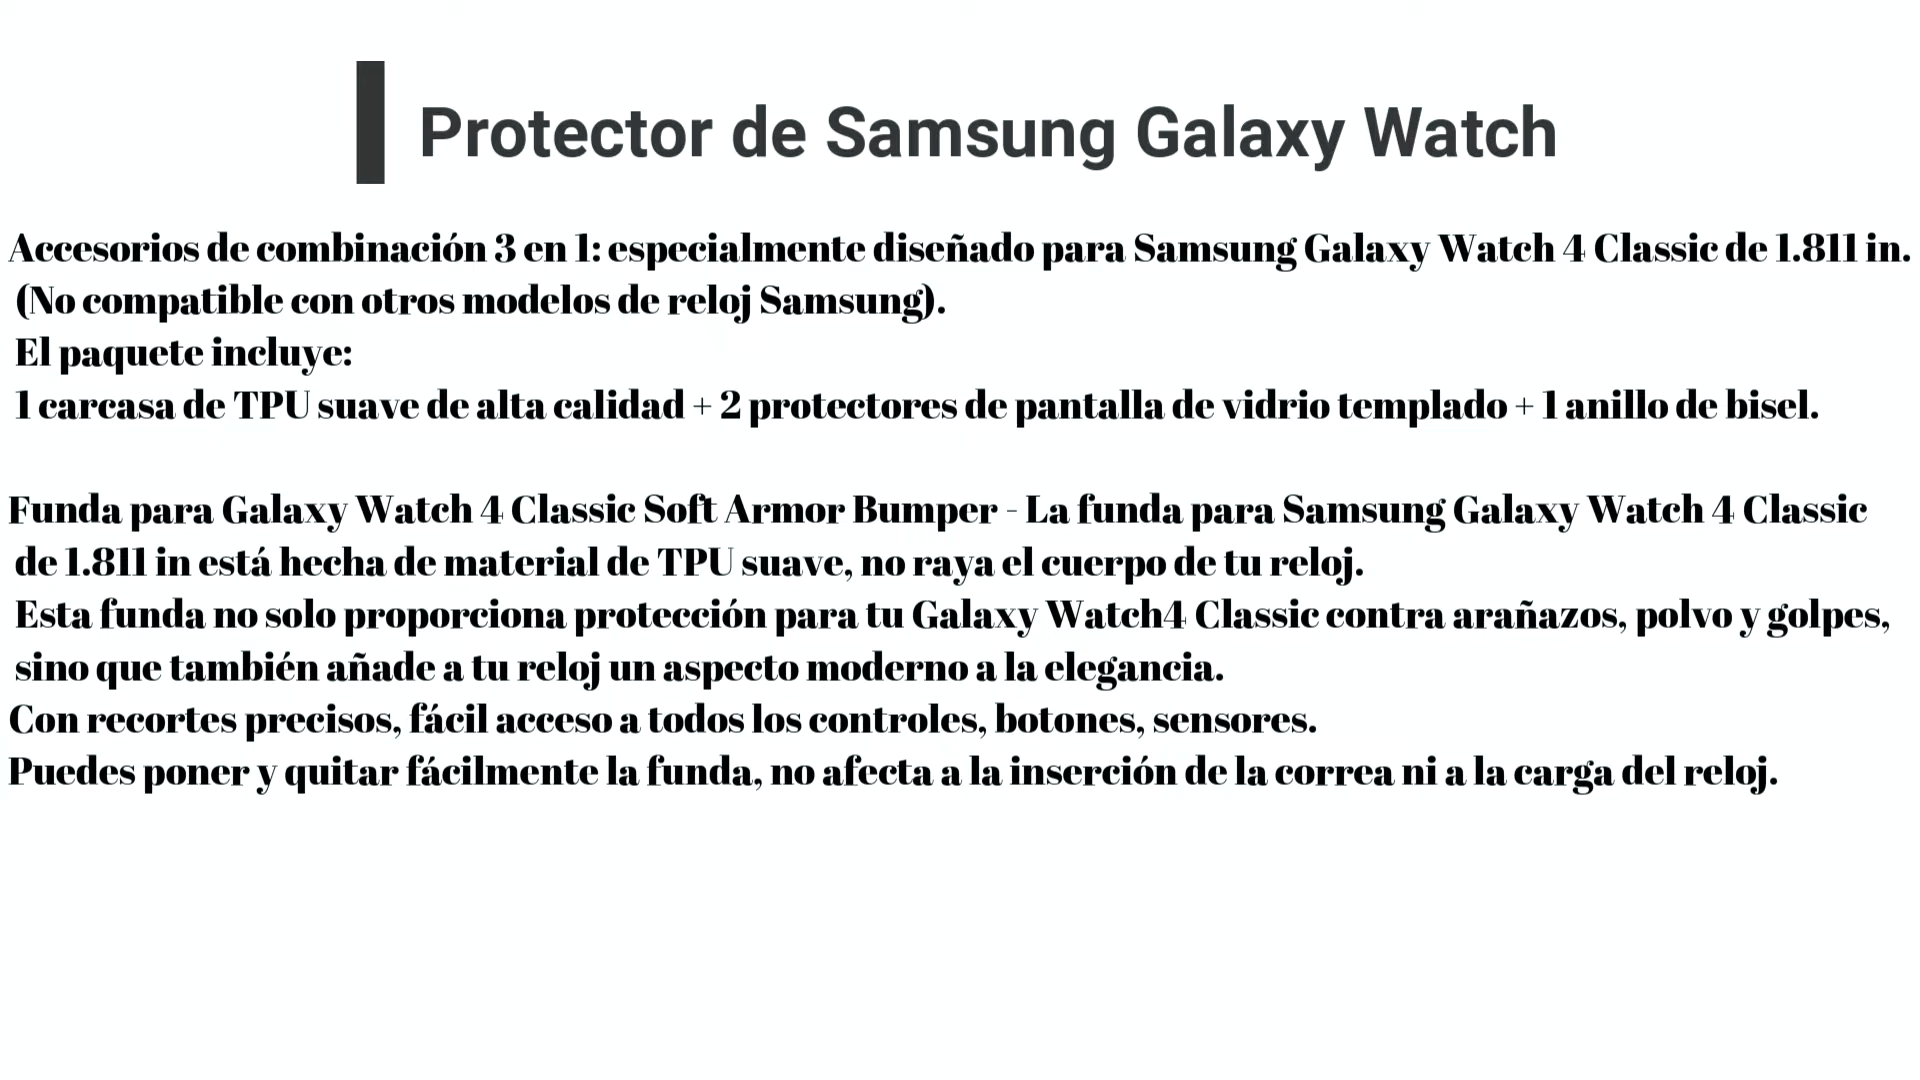 Protector de Samsung Galaxy Watch
Accesorios de combinación 3 en 1: especialmente diseñado para Samsung Galaxy Watch 4 Classic de 1.811 in.
(No compatible con otros modelos de reloj Samsung).
El paquete incluye:
1 carcasa de TPU suave de alta calidad + 2 protectores de pantalla de vidrio templado + 1 anillo de bisel.
Funda para Galaxy Watch 4 Classic Soft Armor Bumper - La funda para Samsung Galaxy Watch 4 Classic
de 1.811 in está hecha de material de TPU suave, no raya el cuerpo de tu reloj.
Esta funda no solo proporciona protección para tu Galaxy Watch4 Classic contra arañazos, polvo y golpes,
sino que también añade a tu reloj un aspecto moderno a la elegancia.
Con recortes precisos, fácil acceso a todos los controles, botones, sensores.
Puedes poner y quitar fácilmente la funda, no afecta a la inserción de la correa ni a la carga del reloj.